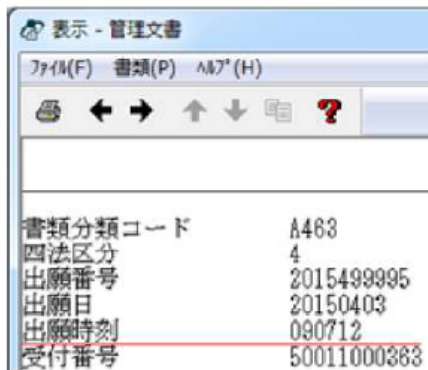 表示 - 管理文書
ﾌｧｲﾙ(F) 書類(P) ﾍﾙﾌﾟ(H)
書類分類コード A463
四法区分 4
出願番号 2015499995
出願日 20150403
出願時刻 090712
受付番号 50011000363